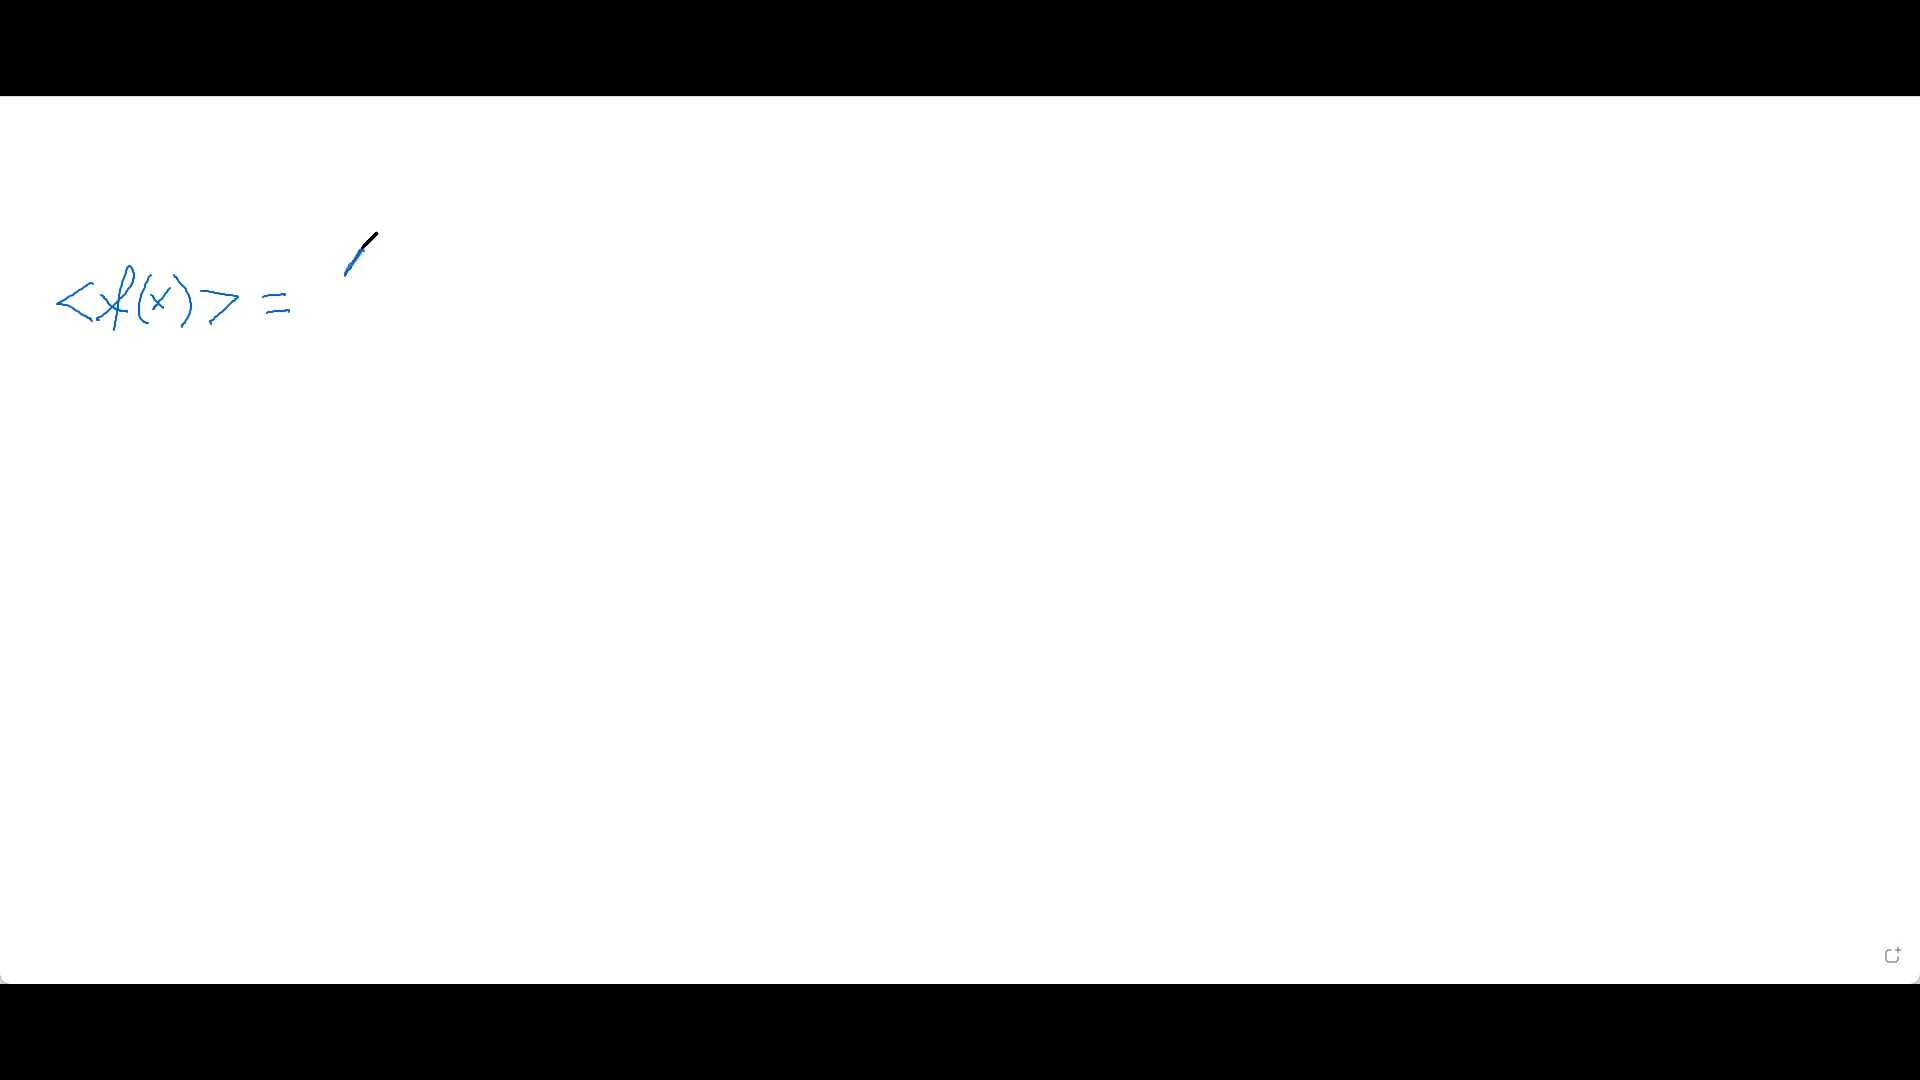 <f(x)> =